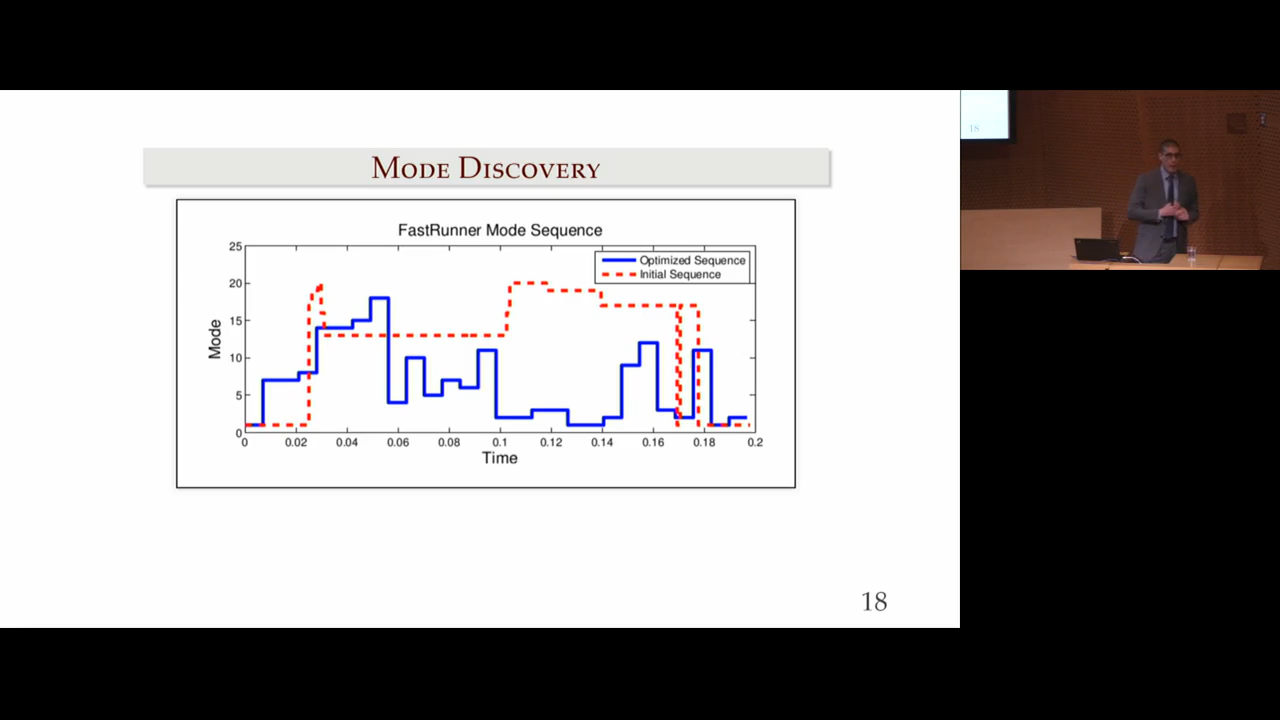 MODE DISCOVERY
FastRunner Mode Sequence
Optimized Sequence
Initial Sequence
Mode
25
20
15
10
5
0
0 0.02 0.04 0.06 0.08 0.1 0.12 0.14 0.16 0.18 0.2
Time
18
18